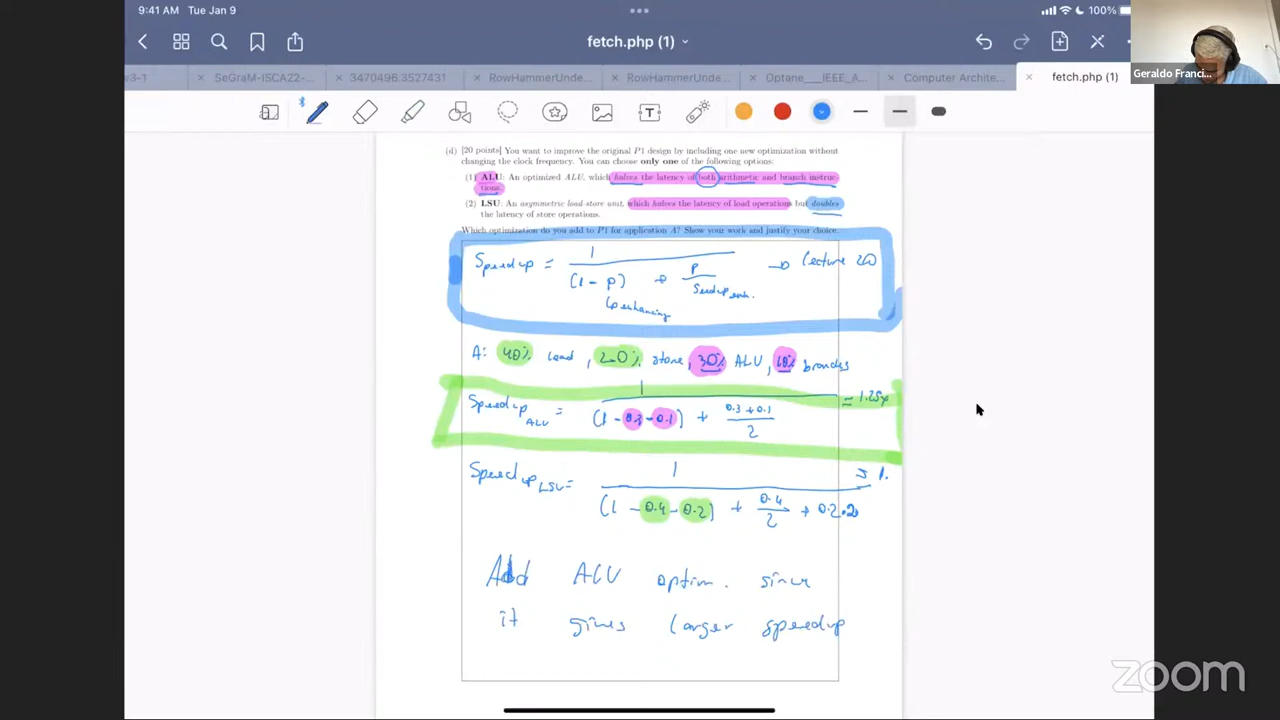 9:41 AM Tue Jan 9
100%
fetch.php (1)
w3-1
SeGraM-ISCA22-...
3470496.3527431
RowHammerUnde...
RowHammerUnde...
Optane___IEEE_A...
Computer Archite...
fetch.php (1)
Geraldo Franci...
(d) [20 points] You want to improve the original P1 design by including one new optimization without
changing the clock frequency. You can choose only one of the following options:
(1) ALU: An optimized ALU, which halves the latency of both arithmetic and branch instruc-
tions.
(2) LSU: An asymmetric load-store unit, which halves the latency of load operations but doubles
the latency of store operations.
Which optimization do you add to P1 for application A? Show your work and justify your choice.
Speedup = 1 / (1 - p) + p / → lecture 20
enhancing
A: 40% load, 20% store, 30% ALU, 10%
Speedup ALU = 1 / (1 - 0.3 - 0.1) + 0.3 + 0.1 / 2 = 1.25x
Speedup LSU = 1 / (1 - 0.4 - 0.2) + 0.4 / 2 + 0.2.2 = 1.
Add ALU optim. since
it gives larger speedup
zoom